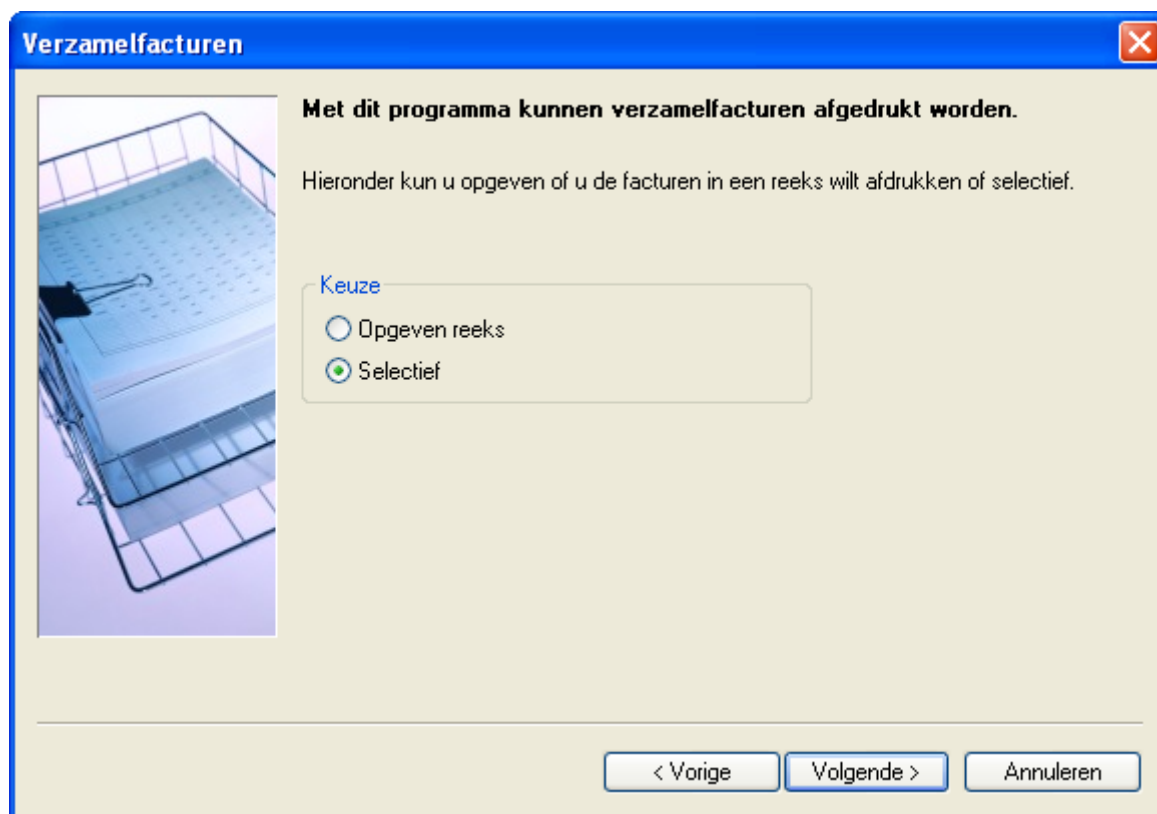 Verzamelfacturen
Met dit programma kunnen verzamelfacturen afgedrukt worden.
Hieronder kun u opgeven of u de facturen in een reeks wilt afdrukken of selectief.
Keuze
Opgeven reeks
Selectief
< Vorige
Volgende >
Annuleren